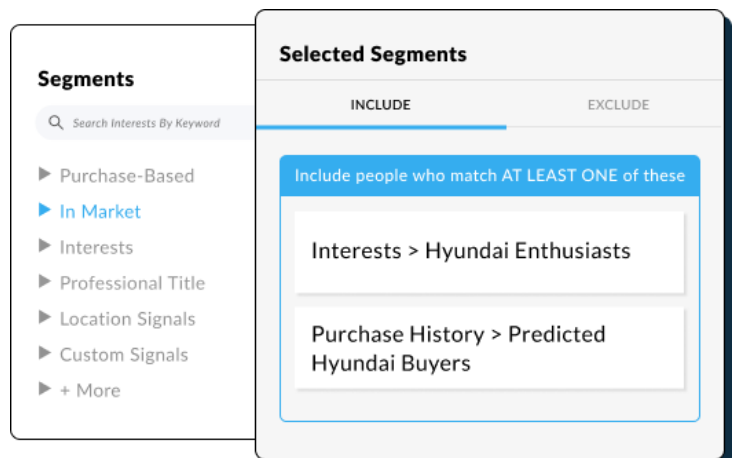 Segments
Search Interests By Keyword
Purchase-Based
In Market
Interests
Professional Title
Location Signals
Custom Signals
+ More
Selected Segments
INCLUDE
EXCLUDE
Include people who match AT LEAST ONE of these
Interests > Hyundai Enthusiasts
Purchase History > Predicted
Hyundai Buyers